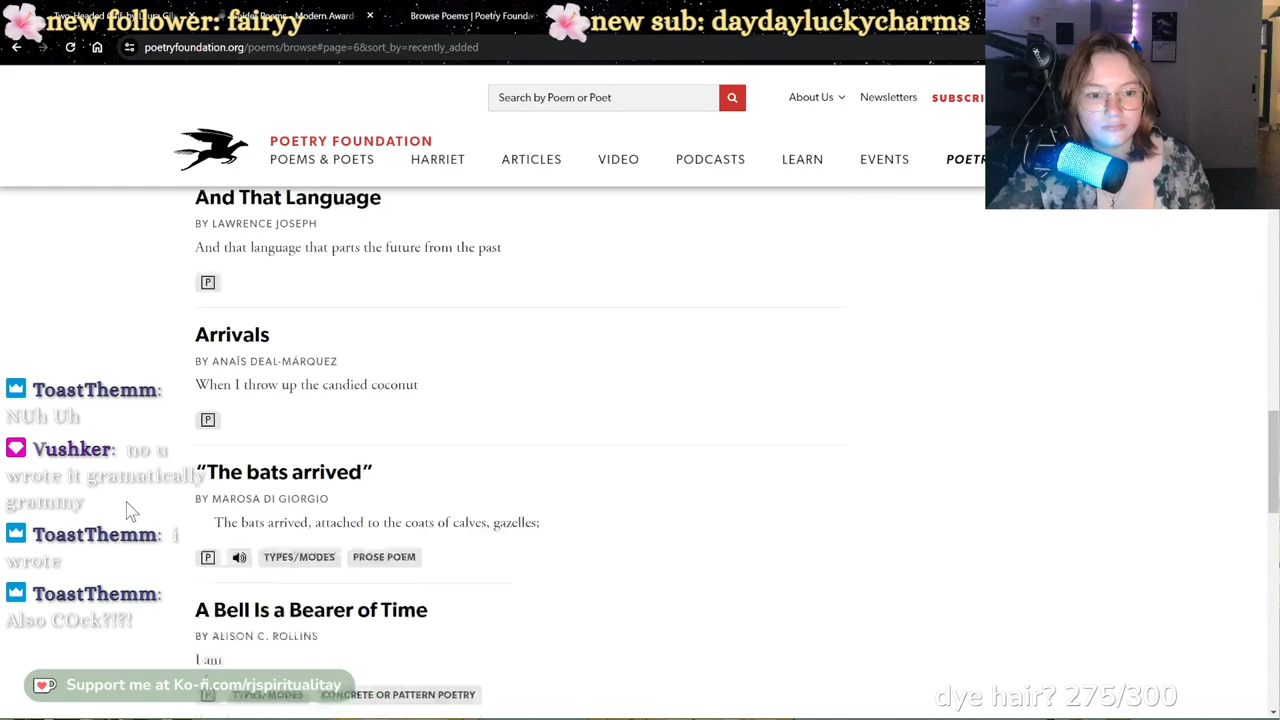 new follower: fairyy
new sub: daydayluckycharms
Browse Poems | Poetry Founda
poetryfoundation.org/poems/browse#page=6&sort_by=recently_added
Search by Poem or Poet
About Us
Newsletters
SUBSCRI
POETRY FOUNDATION
POEMS & POETS
HARRIET
ARTICLES
VIDEO
PODCASTS
LEARN
EVENTS
POETR
And That Language
BY LAWRENCE JOSEPH
And that language that parts the future from the past
P
Arrivals
BY ANAÏS DEAL-MÁRQUEZ
When I throw up the candied coconut
P
“The bats arrived”
BY MAROSA DI GIORGIO
The bats arrived, attached to the coats of calves, gazelles;
P
TYPES/MODES
PROSE POEM
A Bell Is a Bearer of Time
BY ALISON C. ROLLINS
I am
TYPES/MODES
CONCRETE OR PATTERN POETRY
ToastThemm:
NUh Uh
Vushker: no u
wrote it gramatically
grammy
ToastThemm: i
wrote
ToastThemm:
Also COck?!?!
Support me at Ko-fi.com/rjspiritualitay
dye hair? 275/300